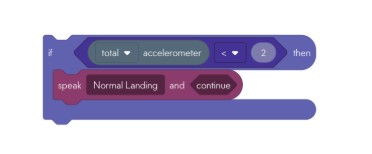 if total accelerometer < 2 then
speak Normal Landing and continue